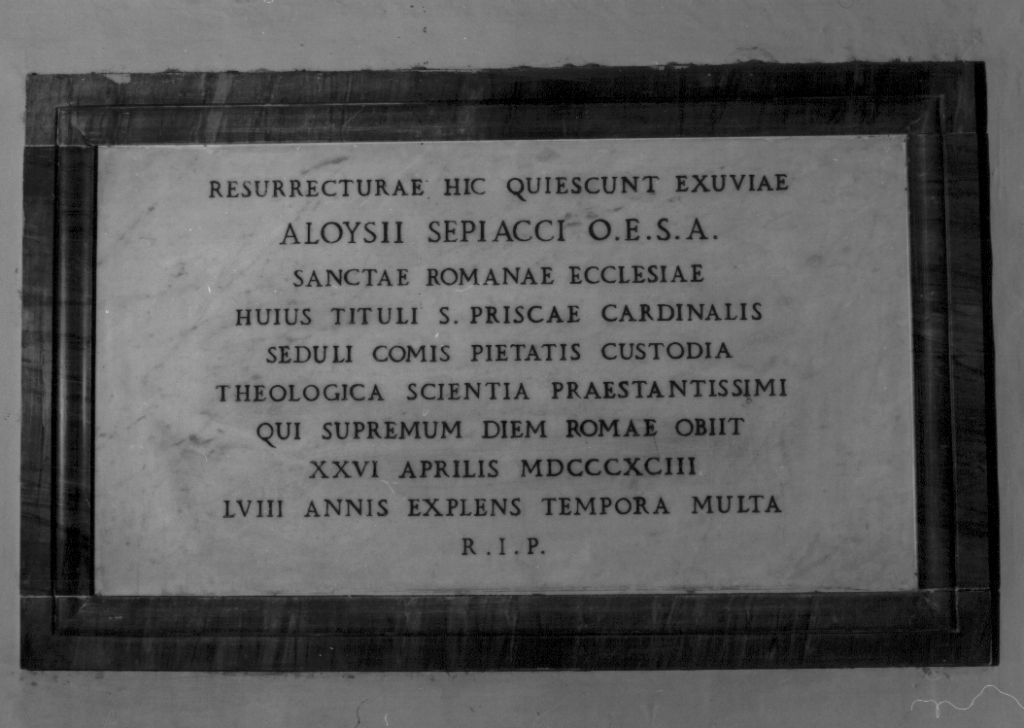 RESURRECTURAE HIC QUIESCUNT EXUVIAE
ALOYSII SEPIACCI O.E.S.A.
SANCTAE ROMANAE ECCLESIAE
HUIUS TITULI S. PRISCAE CARDINALIS
SEDULI COMIS PIETATIS CUSTODIA
THEOLOGICA SCIENTIA PRAESTANTISSIMI
QUI SUPREMUM DIEM ROMAE OBIIT
XXVI APRILIS MDCCCXCIII
LVIII ANNIS EXPLENS TEMPORA MULTA
R.I.P.